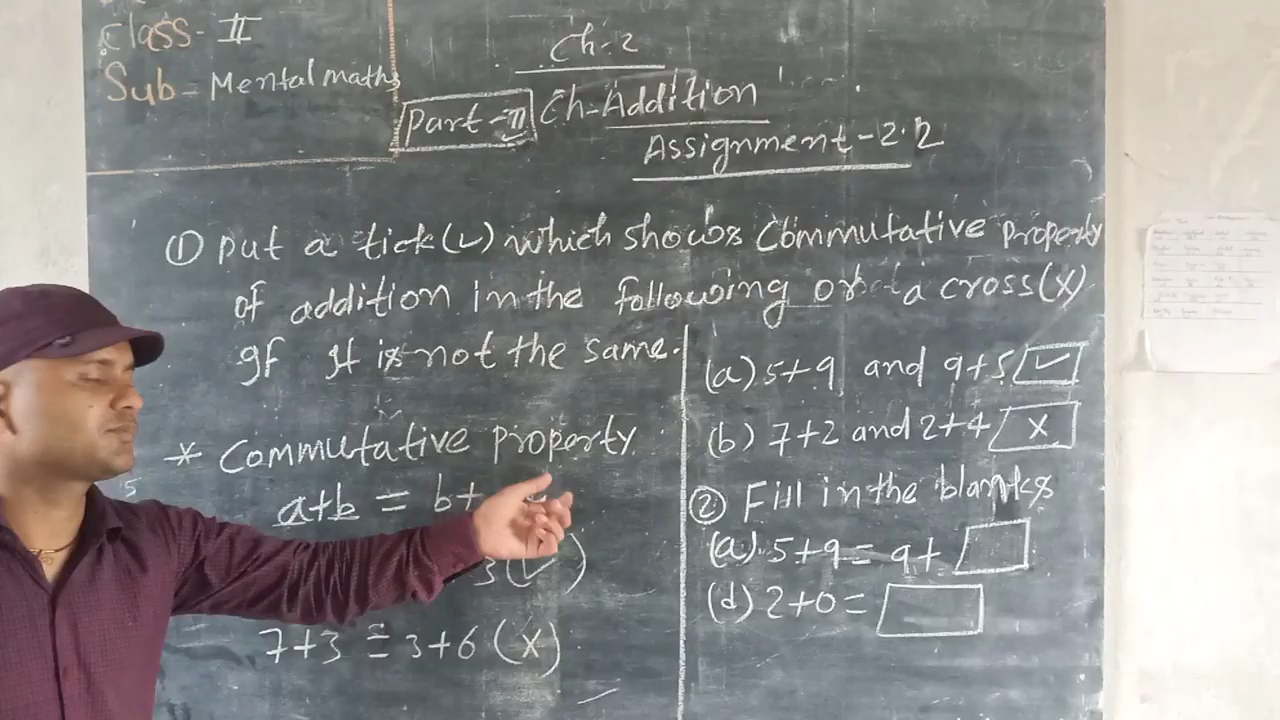 Class- II
Sub - Mental maths
Ch-2
Part-II Ch-Addition
Assignment-2.2
① put a tick(✓) which shows Commutative property
of addition in the following or a cross(x)
If It is not the same.
* Commutative property
a+b = b+
3(✓)
7+3 = 3+6 (x)
(a) 5+9 and 9+5 ✓
(b) 7+2 and 2+4 x
② Fill in the blanks
(a) 5+9= 9+
(d) 2+0=